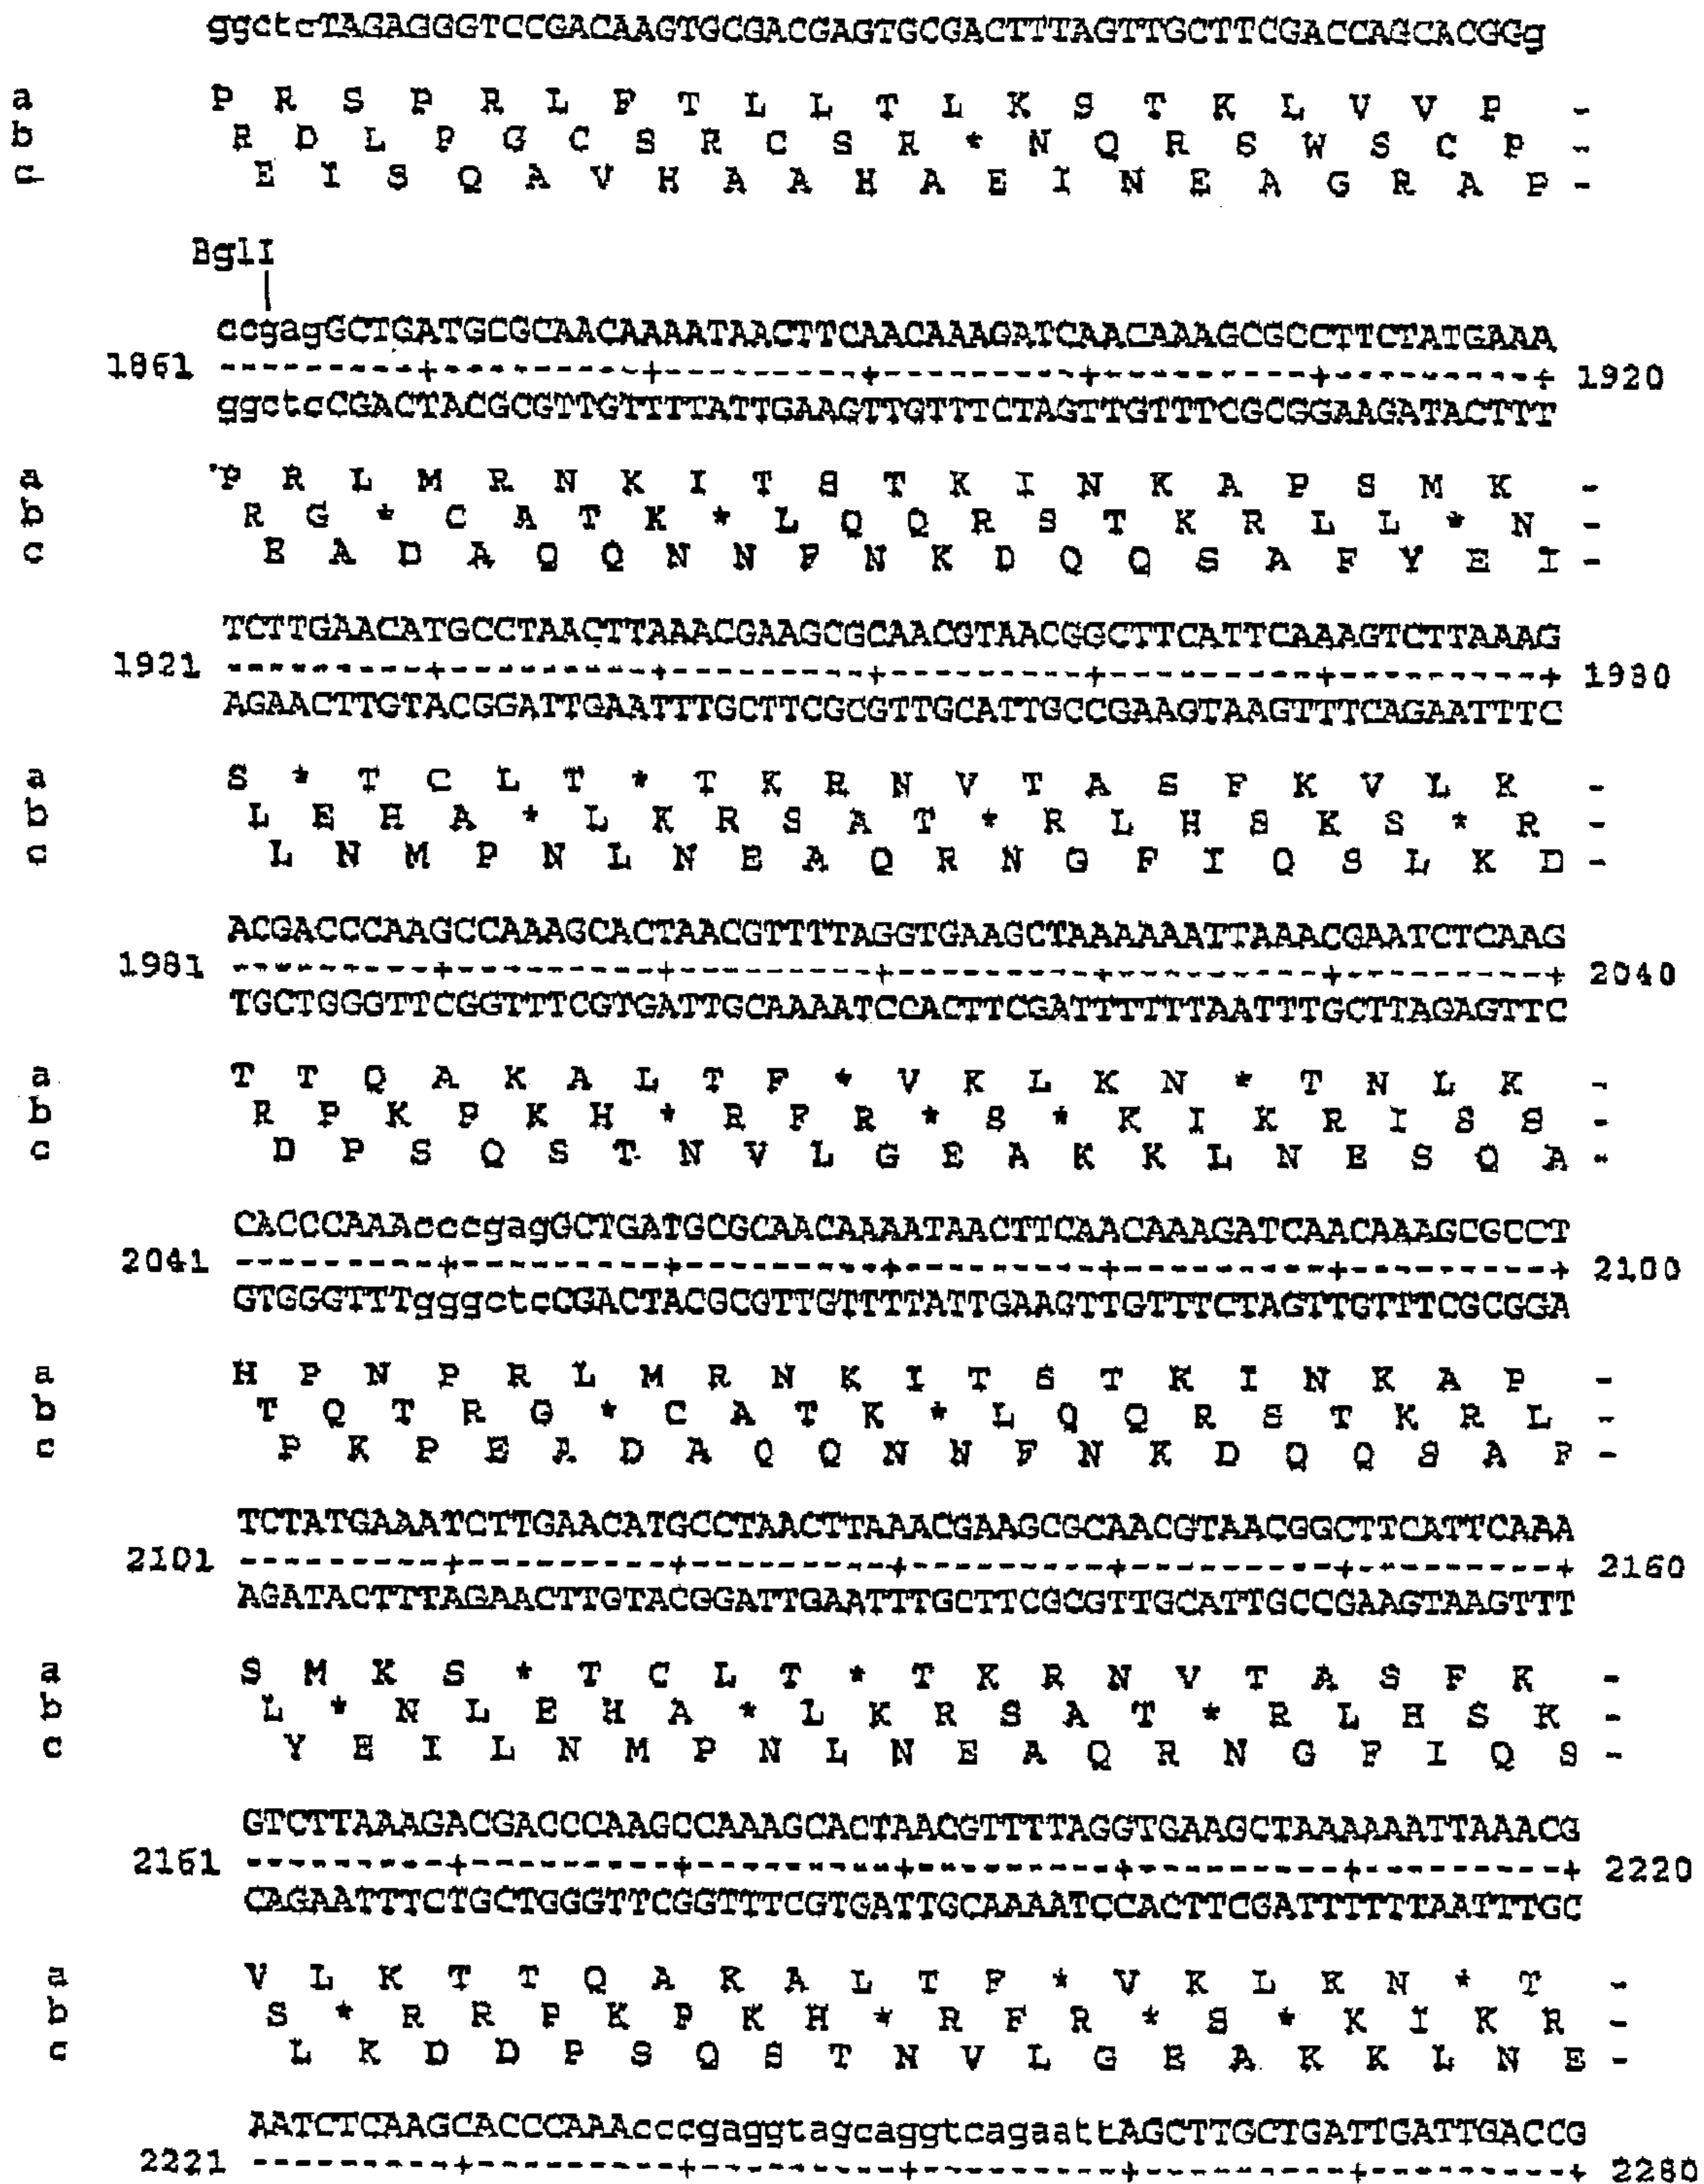 ggctcTAGAGGGTCCGACAAGTGCGACGAGTGCGACTTTAGTTGCTTCGACCAGCACGGg
a P R S P R L F T L L T L K S T K L V V P -
b R D L P G C S R C S R * N Q R S W S C P -
c E I S Q A V H A A H A E I N E A G R A P -
BglI
ccgagGCTGATGCGCAACAAAATAACTTCAACAAAGATCAACAAAGCGCCTTCTATGAAA
1861 ---------+---------+---------+---------+---------+---------+ 1920
ggctcCGACTACGCGTTGTTTTATTGAAGTTGTTTCTAGTTGTTTCGCGGAAGATACTTT
a P R L M R N K I T S T K I N K A P S M K -
b R G * C A T K * L Q Q R S T K R L L * N -
c E A D A Q Q N N F N K D Q Q S A F Y E I -
TCTTGAACATGCCTAACTTAAACGAAGCGCAACGTAACGGCTTCATTCAAAGTCTTAAAG
1921 ---------+---------+---------+---------+---------+---------+ 1980
AGAACTTGTACGGATTGAATTTGCTTCGCGTTGCATTGCCGAAGTAAGTTTCAGAATTTC
a S * T C L T * T K R N V T A S F K V L K -
b L E H A * L K R S A T * R L H S K S * R -
c L N M P N L N E A Q R N G F I Q S L K D -
ACGACCCAAGCCAAAGCACTAACGTTTTAGGTGAAGCTAAAAAATTAAACGAATCTCAAG
1981 ---------+---------+---------+---------+---------+---------+ 2040
TGCTGGGTTCGGTTTCGTGATTGCAAAATCCACTTCGATTTTTTAATTTGCTTAGAGTTC
a T T Q A K A L T F * V K L K N * T N L K -
b R P K P K H * R F R * S * K I K R I S S -
c D P S Q S T N V L G E A K K L N E S Q A -
CACCCAAAcccgagGCTGATGCGCAACAAAATAACTTCAACAAAGATCAACAAAGCGCCT
2041 ---------+---------+---------+---------+---------+---------+ 2100
GTGGGTTTgggctcCGACTACGCGTTGTTTTATTGAAGTTGTTTCTAGTTGTTTCGCGGA
a H P N P R L M R N K I T S T K I N K A P -
b T Q T R G * C A T K * L Q Q R S T K R L -
c P K P E A D A Q Q N N F N K D Q Q S A F -
TCTATGAAATCTTGAACATGCCTAACTTAAACGAAGCGCAACGTAACGGCTTCATTCAAA
2101 ---------+---------+---------+---------+---------+---------+ 2160
AGATACTTTAGAACTTGTACGGATTGAATTTGCTTCGCGTTGCATTGCCGAAGTAAGTTT
a S M K S * T C L T * T K R N V T A S F K -
b L * N L E H A * L K R S A T * R L H S K -
c Y E I L N M P N L N E A Q R N G F I Q S -
GTCTTAAAGACGACCCAAGCCAAAGCACTAACGTTTTAGGTGAAGCTAAAAAATTAAACG
2161 ---------+---------+---------+---------+---------+---------+ 2220
CAGAATTTCTGCTGGGTTCGGTTTCGTGATTGCAAAATCCACTTCGATTTTTTAATTTGC
a V L K T T Q A K A L T F * V K L K N * T -
b S * R R P K P K H * R F R * S * K I K R -
c L K D D P S Q S T N V L G E A K K L N E -
AATCTCAAGCACCCAAAcccgaggtagcaggtcagaattAGCTTGCTGATTGATTGACCG
2221 ---------+---------+---------+---------+---------+---------+ 2280